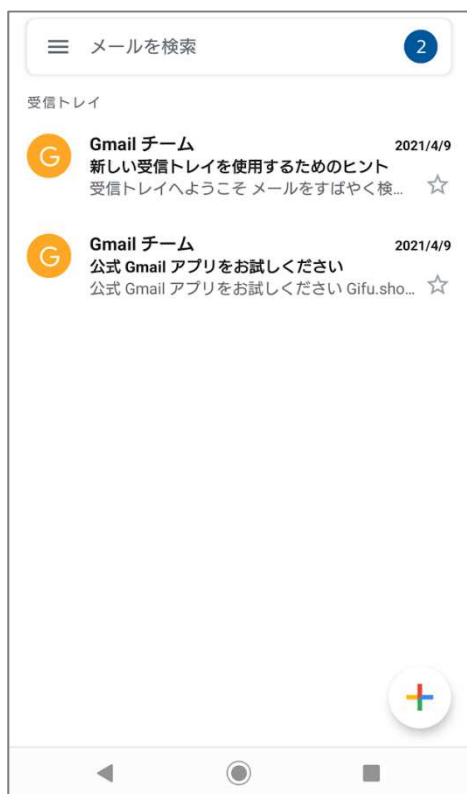 メールを検索
2
受信トレイ
G
Gmail チーム
2021/4/9
新しい受信トレイを使用するためのヒント
受信トレイへようこそ メールをすばやく検...
G
Gmail チーム
2021/4/9
公式 Gmail アプリをお試しください
公式 Gmail アプリをお試しください Gifu.sho...